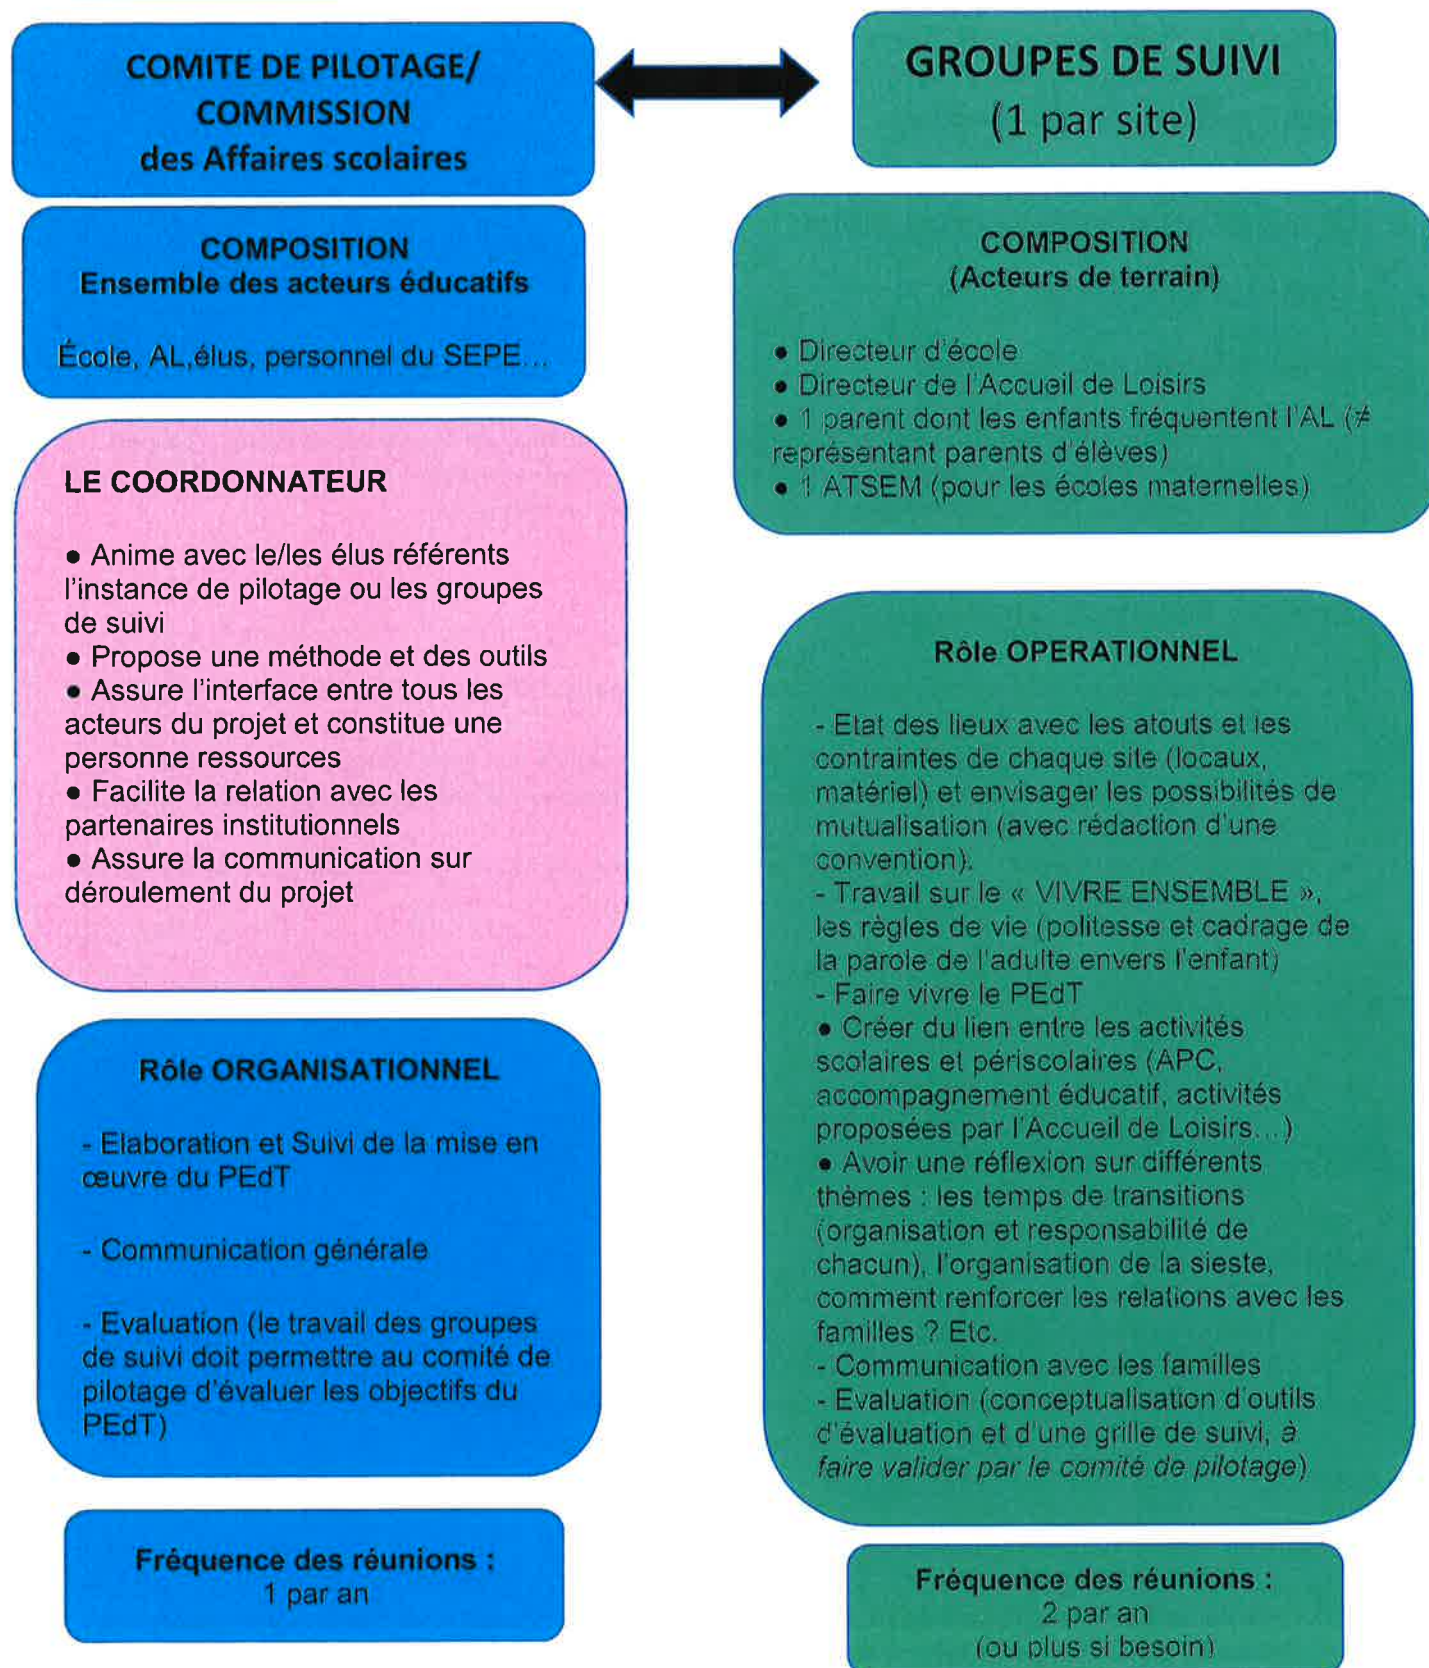 COMITE DE PILOTAGE/
COMMISSION
des Affaires scolaires
COMPOSITION
Ensemble des acteurs éducatifs
École, AL,élus, personnel du SEPE...
LE COORDONNATEUR
● Anime avec le/les élus référents
l'instance de pilotage ou les groupes
de suivi
● Propose une méthode et des outils
● Assure l'interface entre tous les
acteurs du projet et constitue une
personne ressources
● Facilite la relation avec les
partenaires institutionnels
● Assure la communication sur
déroulement du projet
Rôle ORGANISATIONNEL
- Elaboration et Suivi de la mise en
œuvre du PEdT
- Communication générale
- Evaluation (le travail des groupes
de suivi doit permettre au comité de
pilotage d'évaluer les objectifs du
PEdT)
Fréquence des réunions :
1 par an
GROUPES DE SUIVI
(1 par site)
COMPOSITION
(Acteurs de terrain)
● Directeur d'école
● Directeur de l'Accueil de Loisirs
● 1 parent dont les enfants fréquentent l'AL (≠
représentant parents d'élèves)
● 1 ATSEM (pour les écoles maternelles)
Rôle OPERATIONNEL
- Etat des lieux avec les atouts et les
contraintes de chaque site (locaux,
matériel) et envisager les possibilités de
mutualisation (avec rédaction d'une
convention).
- Travail sur le « VIVRE ENSEMBLE »,
les règles de vie (politesse et cadrage de
la parole de l'adulte envers l'enfant)
- Faire vivre le PEdT
● Créer du lien entre les activités
scolaires et périscolaires (APC,
accompagnement éducatif, activités
proposées par l'Accueil de Loisirs...)
● Avoir une réflexion sur différents
thèmes : les temps de transitions
(organisation et responsabilité de
chacun), l'organisation de la sieste,
comment renforcer les relations avec les
familles ? Etc.
- Communication avec les familles
- Evaluation (conceptualisation d'outils
d'évaluation et d'une grille de suivi, à
faire valider par le comité de pilotage)
Fréquence des réunions :
2 par an
(ou plus si besoin)